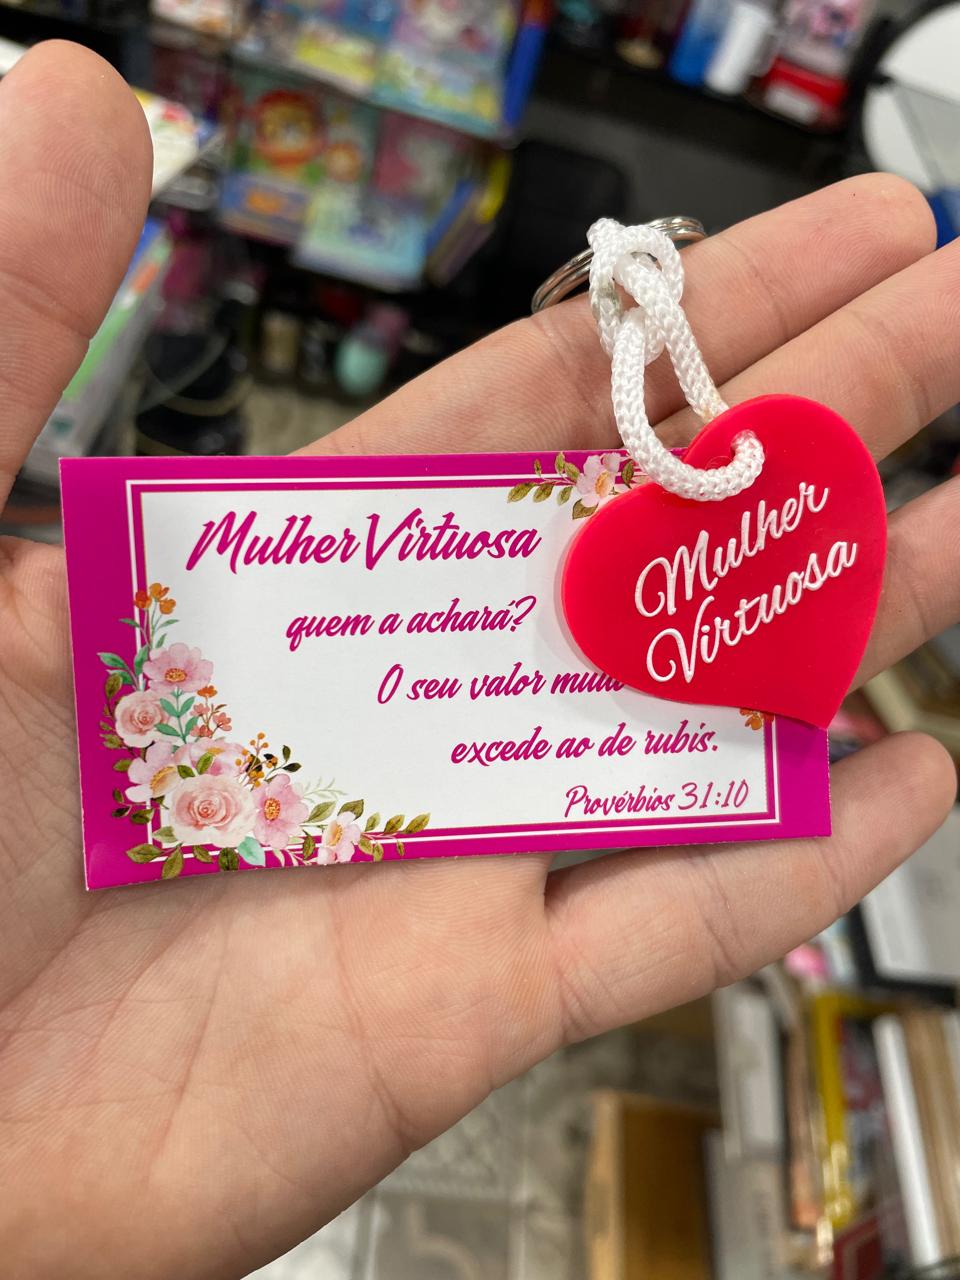 Mulher Virtuosa
quem a achará?
O seu valor
excede ao de rubis.
Provérbios 31:10
Mulher
Virtuosa